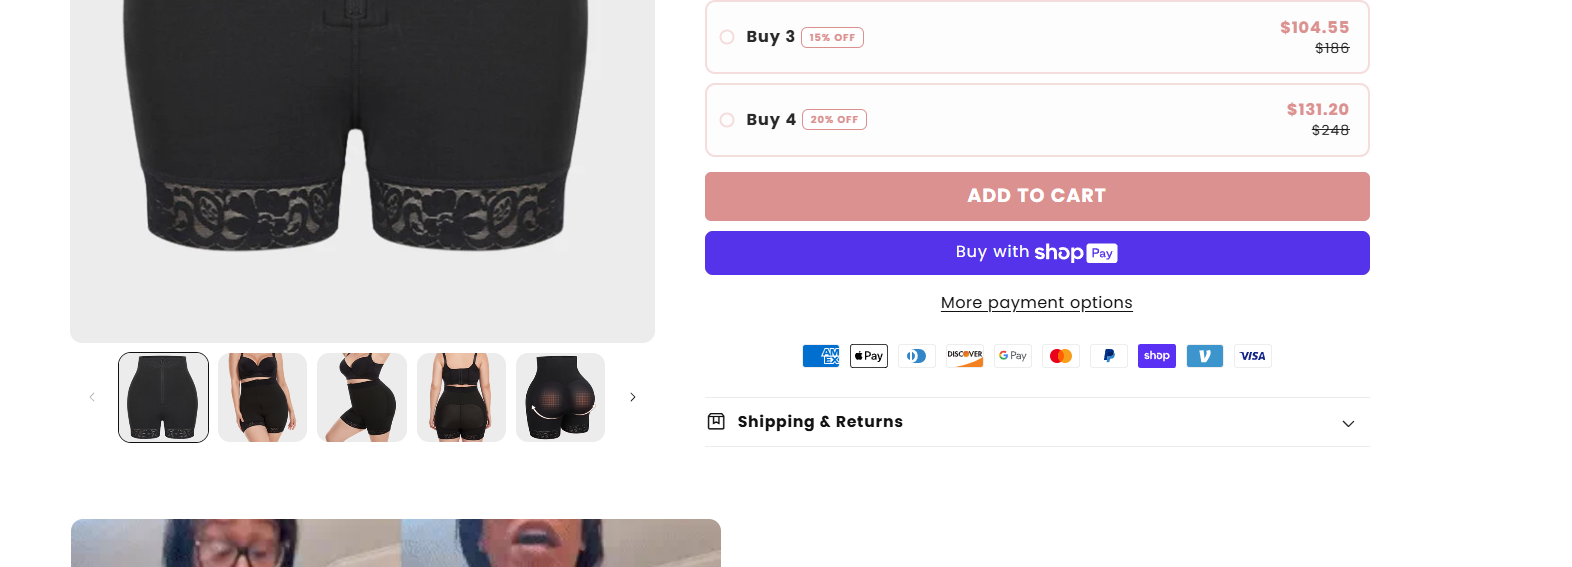 Buy 3 15% OFF $104.55
$186
Buy 4 20% OFF $131.20
$248
ADD TO CART
Buy with shop Pay
More payment options
AM EX Pay DISCOVER G Pay shop VISA
Shipping & Returns